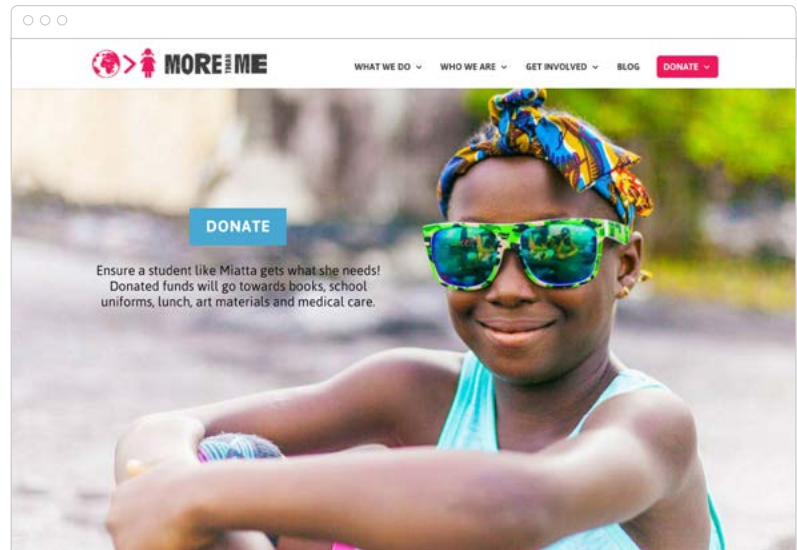 MORE THAN ME
WHAT WE DO
WHO WE ARE
GET INVOLVED
BLOG
DONATE
DONATE
Ensure a student like Miatta gets what she needs!
Donated funds will go towards books, school
uniforms, lunch, art materials and medical care.